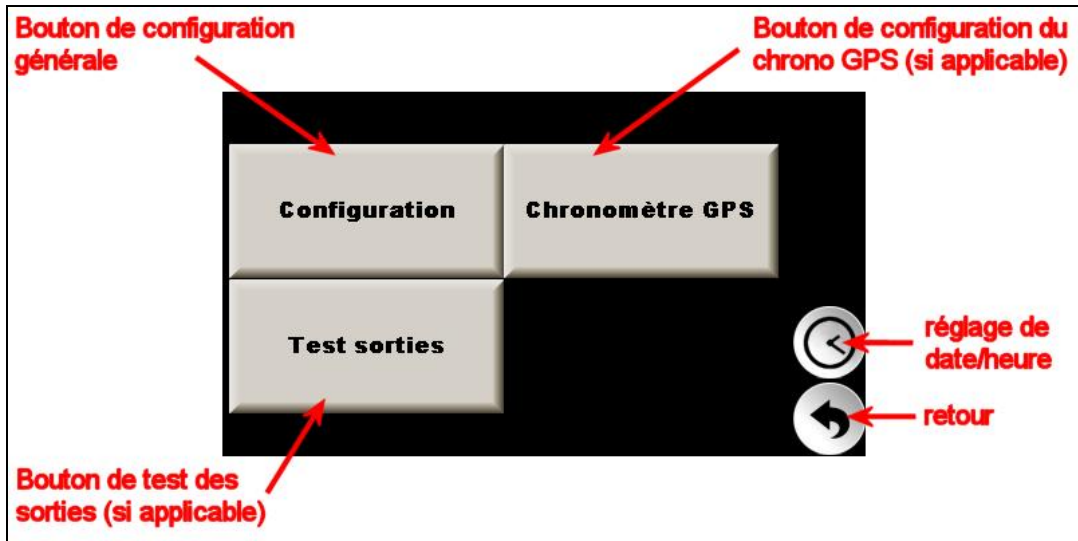 Bouton de configuration
générale
Bouton de configuration du
chrono GPS (si applicable)
Configuration
Chronomètre GPS
Test sorties
réglage de
date/heure
retour
Bouton de test des
sorties (si applicable)